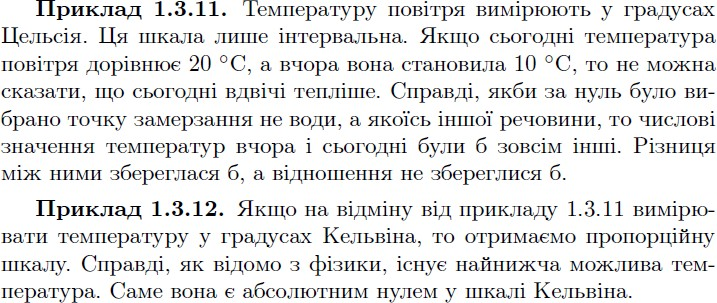 Приклад 1.3.11. Температуру повітря вимірюють у градусах
Цельсія. Ця шкала лише інтервальна. Якщо сьогодні температура
повітря дорівнює 20 °C, а вчора вона становила 10 °C, то не можна
сказати, що сьогодні вдвічі тепліше. Справді, якби за нуль було ви-
брано точку замерзання не води, а якоїсь іншої речовини, то числові
значення температур вчора і сьогодні були б зовсім інші. Різниця
між ними збереглася б, а відношення не збереглися б.
Приклад 1.3.12. Якщо на відміну від прикладу 1.3.11 вимірю-
вати температуру у градусах Кельвіна, то отримаємо пропорційну
шкалу. Справді, як відомо з фізики, існує найнижча можлива тем-
пература. Саме вона є абсолютним нулем у шкалі Кельвіна.